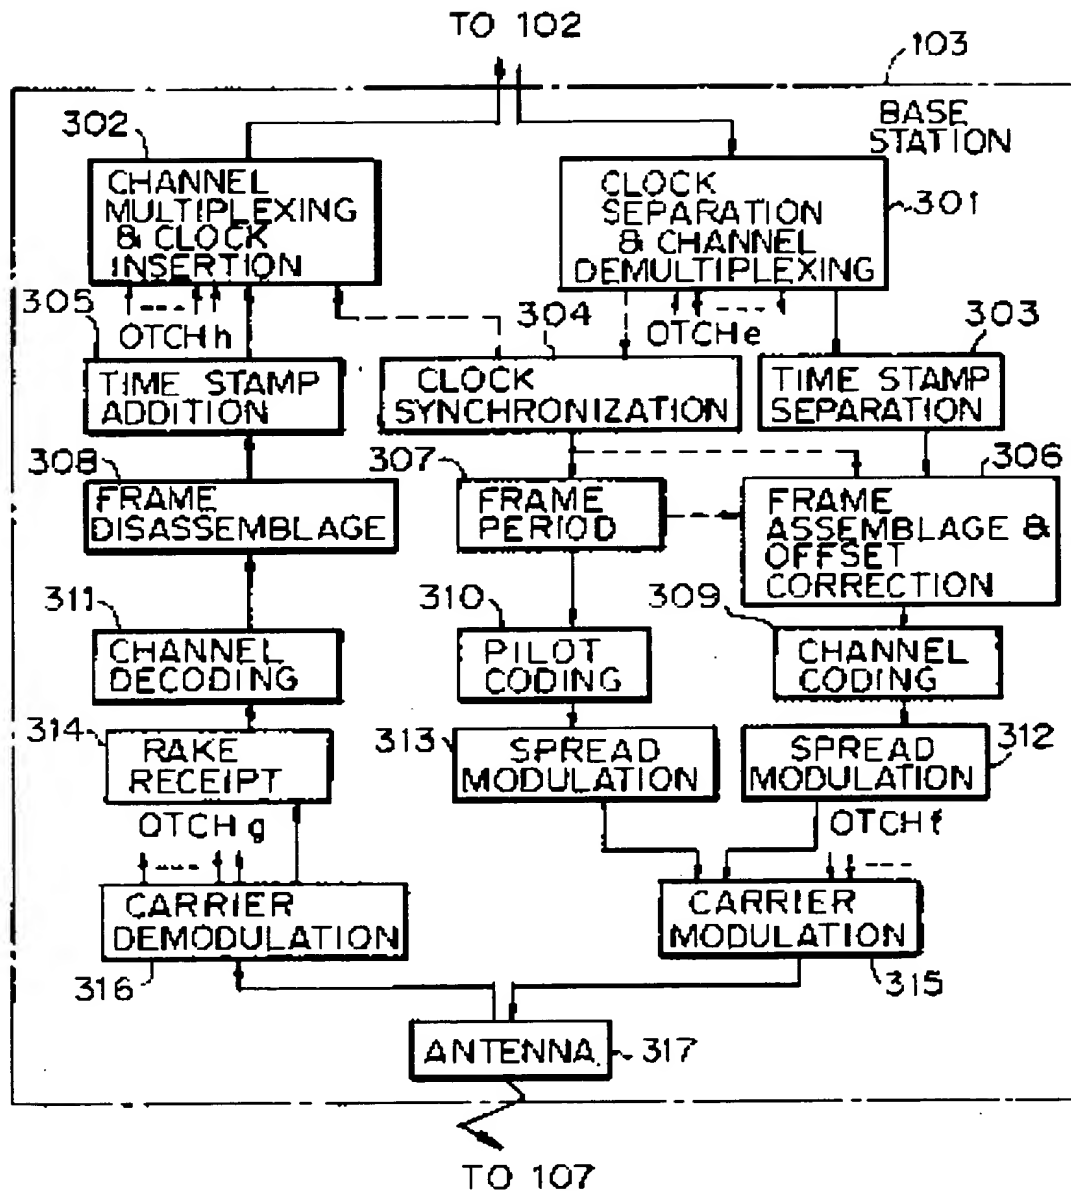 TO 102
103
BASE
STATION
302
CHANNEL
MULTIPLEXING
& CLOCK
INSERTION
CLOCK
SEPARATION
& CHANNEL
DEMULTIPLEXING
301
305
OTCH h
304
OTCH e
303
TIME STAMP
ADDITION
CLOCK
SYNCHRONIZATION
TIME STAMP
SEPARATION
308
307
306
FRAME
DISASSEMBLAGE
FRAME
PERIOD
FRAME
ASSEMBLAGE &
OFFSET
CORRECTION
311
310
309
CHANNEL
DECODING
PILOT
CODING
CHANNEL
CODING
314
RAKE
RECEIPT
313
SPREAD
MODULATION
SPREAD
MODULATION
312
OTCH g
OTCH f
CARRIER
DEMODULATION
CARRIER
MODULATION
316
315
ANTENNA
317
TO 107